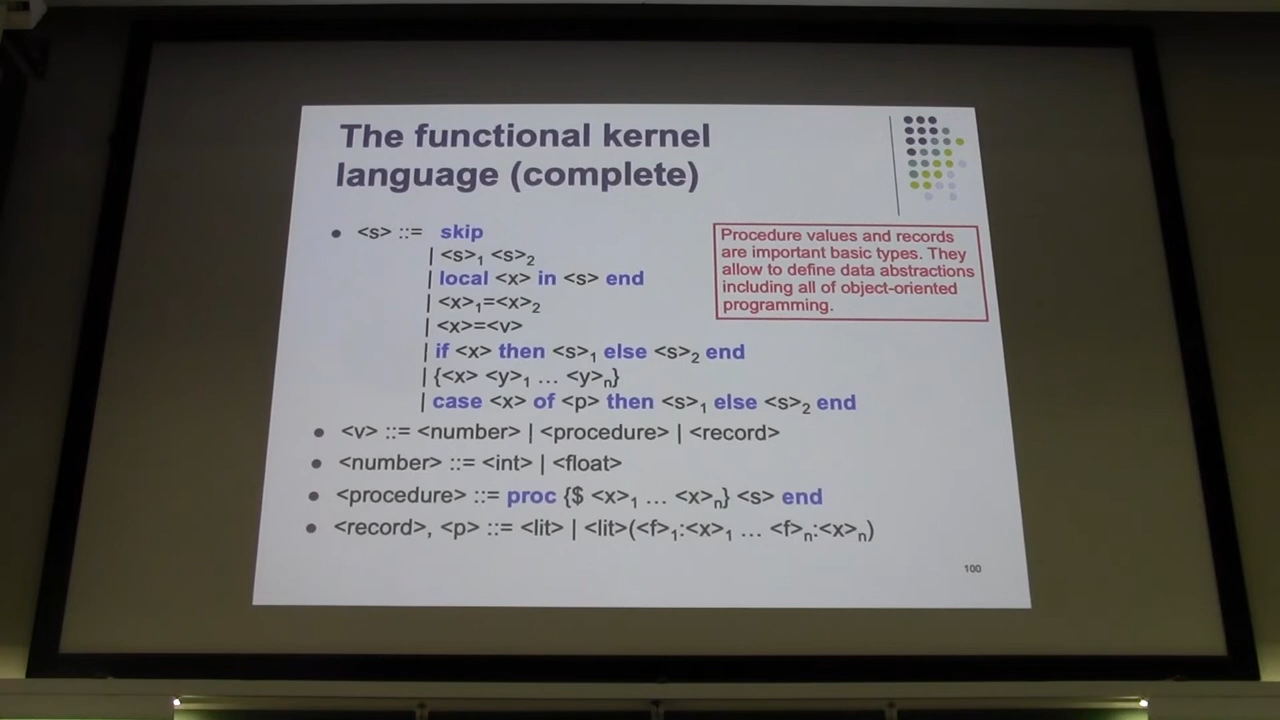 The functional kernel
language (complete)
● <s> ::= skip
| <s>₁ <s>₂
| local <x> in <s> end
| <x>₁=<x>₂
| <x>=<v>
| if <x> then <s>₁ else <s>₂ end
| {<x> <y>₁ … <y>ₙ}
| case <x> of <p> then <s>₁ else <s>₂ end
● <v> ::= <number> | <procedure> | <record>
● <number> ::= <int> | <float>
● <procedure> ::= proc {$ <x>₁ … <x>ₙ} <s> end
● <record>, <p> ::= <lit> | <lit>(<f>₁:<x>₁ … <f>ₙ:<x>ₙ)
Procedure values and records
are important basic types. They
allow to define data abstractions
including all of object-oriented
programming.
100